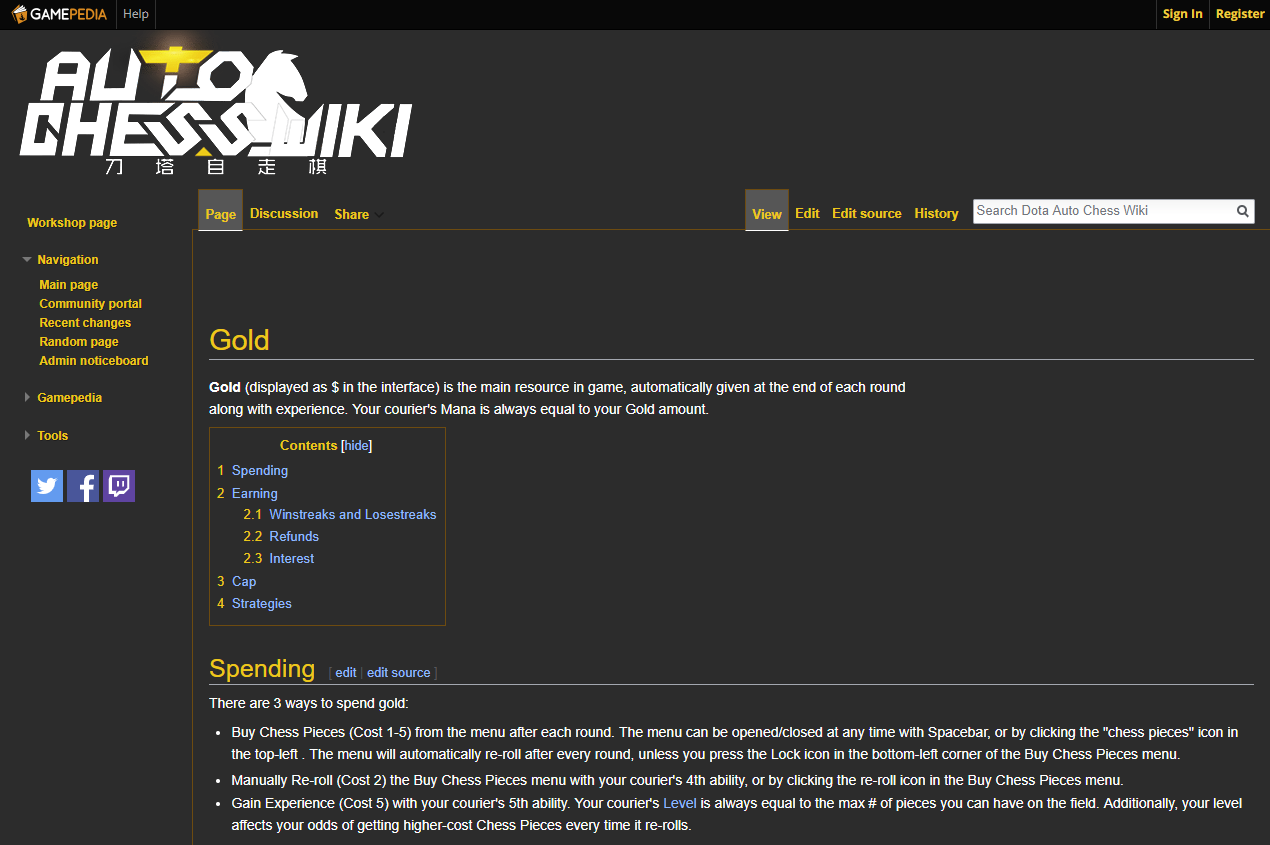 GAMEPEDIA Help Sign In Register
AUTO
CHESS WIKI
刀塔自走棋
Page Discussion Share View Edit Edit source History Search Dota Auto Chess Wiki
Workshop page
Navigation
Main page
Community portal
Recent changes
Random page
Admin noticeboard
Gamepedia
Tools
Gold
Gold (displayed as $ in the interface) is the main resource in game, automatically given at the end of each round
along with experience. Your courier's Mana is always equal to your Gold amount.
Contents [hide]
1 Spending
2 Earning
2.1 Winstreaks and Losestreaks
2.2 Refunds
2.3 Interest
3 Cap
4 Strategies
Spending [ edit | edit source ]
There are 3 ways to spend gold:
• Buy Chess Pieces (Cost 1-5) from the menu after each round. The menu can be opened/closed at any time with Spacebar, or by clicking the "chess pieces" icon in
the top-left . The menu will automatically re-roll after every round, unless you press the Lock icon in the bottom-left corner of the Buy Chess Pieces menu.
• Manually Re-roll (Cost 2) the Buy Chess Pieces menu with your courier's 4th ability, or by clicking the re-roll icon in the Buy Chess Pieces menu.
• Gain Experience (Cost 5) with your courier's 5th ability. Your courier's Level is always equal to the max # of pieces you can have on the field. Additionally, your level
affects your odds of getting higher-cost Chess Pieces every time it re-rolls.